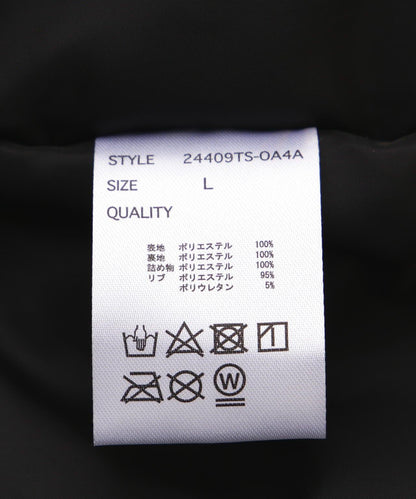 STYLE 24409TS-OA4A
SIZE L
QUALITY
表地 ポリエステル 100%
裏地 ポリエステル 100%
詰め物 ポリエステル 100%
リブ ポリエステル 95%
ポリウレタン 5%
W